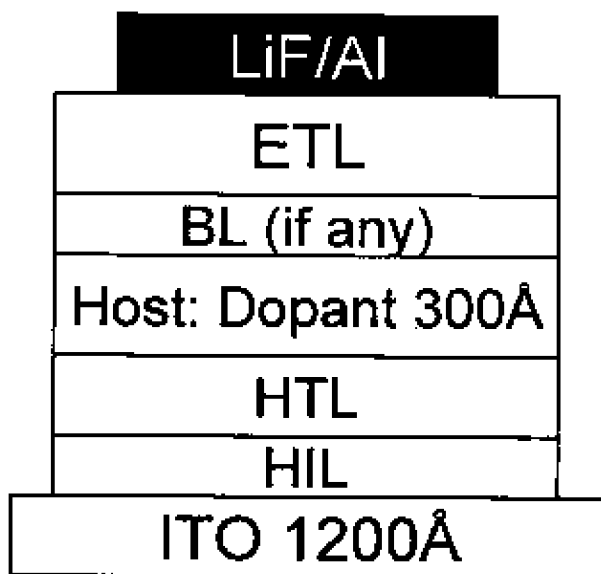 LiF/Al
ETL
BL (if any)
Host: Dopant 300Å
HTL
HIL
ITO 1200Å